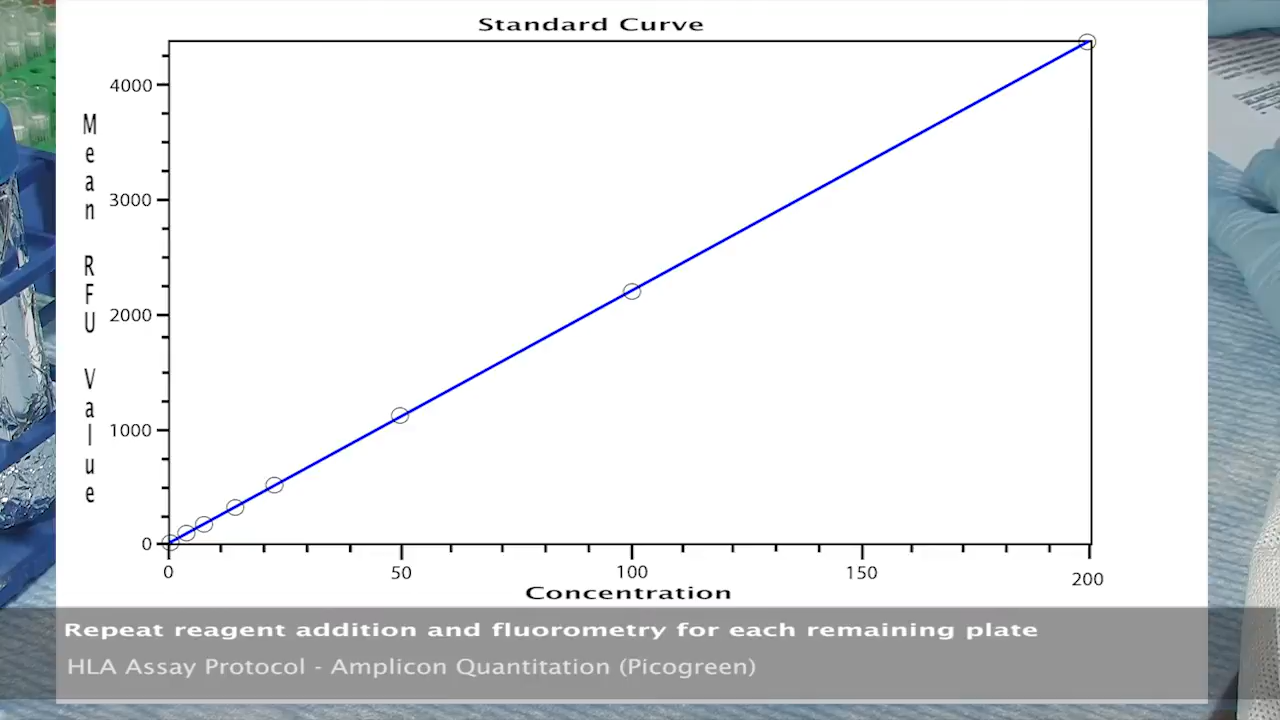 Standard Curve
Mean RFU Value
4000
3000
2000
1000
0
0 50 100 150 200
Concentration
Repeat reagent addition and fluorometry for each remaining plate
HLA Assay Protocol - Amplicon Quantitation (Picogreen)